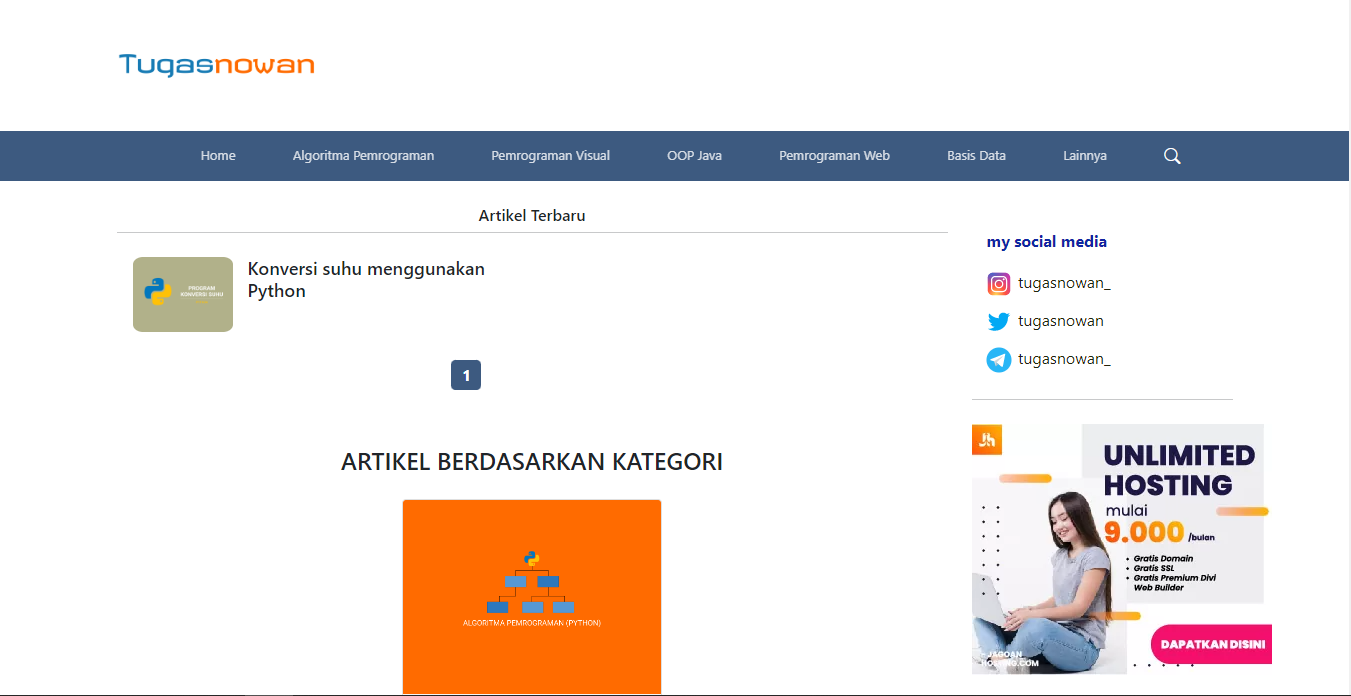 Tugasnowan
Home Algoritma Pemrograman Pemrograman Visual OOP Java Pemrograman Web Basis Data Lainnya
Artikel Terbaru
PROGRAM
KONVERSI SUHU
Konversi suhu menggunakan
Python
1
ARTIKEL BERDASARKAN KATEGORI
ALGORITMA PEMROGRAMAN (PYTHON)
my social media
tugasnowan_
tugasnowan
tugasnowan_
Jh
UNLIMITED
HOSTING
mulai
9.000 /bulan
• Gratis Domain
• Gratis SSL
• Gratis Premium Divi
Web Builder
JAGOAN
HOSTING.COM
DAPATKAN DISINI